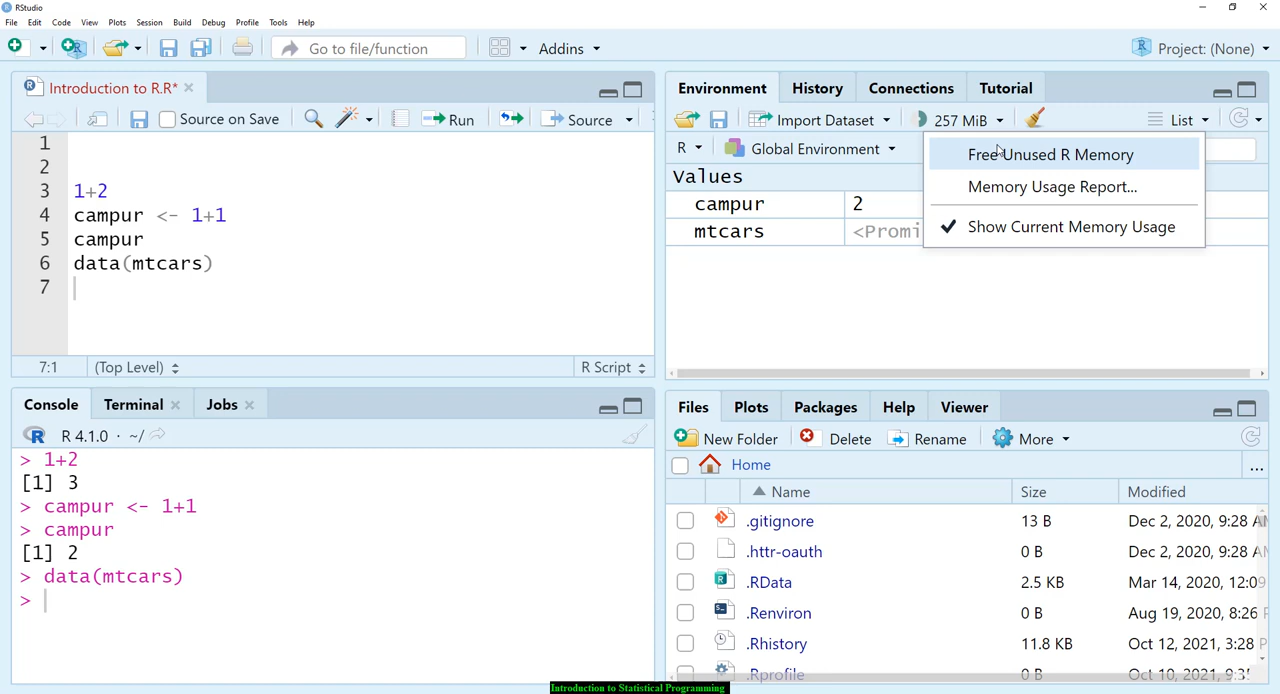 RStudio
File Edit Code View Plots Session Build Debug Profile Tools Help
Go to file/function Addins Project: (None)
Introduction to R.R*
Source on Save Run Source
1
2
3 1+2
4 campur <- 1+1
5 campur
6 data(mtcars)
7
7:1 (Top Level) R Script
Environment History Connections Tutorial
Import Dataset 257 MiB List
R Global Environment
Free Unused R Memory
Memory Usage Report...
Show Current Memory Usage
Values
campur 2
mtcars <Promi
Console Terminal Jobs
R 4.1.0 · ~/
> 1+2
[1] 3
> campur <- 1+1
> campur
[1] 2
> data(mtcars)
>
Files Plots Packages Help Viewer
New Folder Delete Rename More
Home ...
Name Size Modified
.gitignore 13 B Dec 2, 2020, 9:28 AM
.httr-oauth 0 B Dec 2, 2020, 9:28 AM
.RData 2.5 KB Mar 14, 2020, 12:09
.Renviron 0 B Aug 19, 2020, 8:26 P
.Rhistory 11.8 KB Oct 12, 2021, 3:28 P
.Rprofile 0 B Oct 10, 2021,
Introduction to Statistical Programming